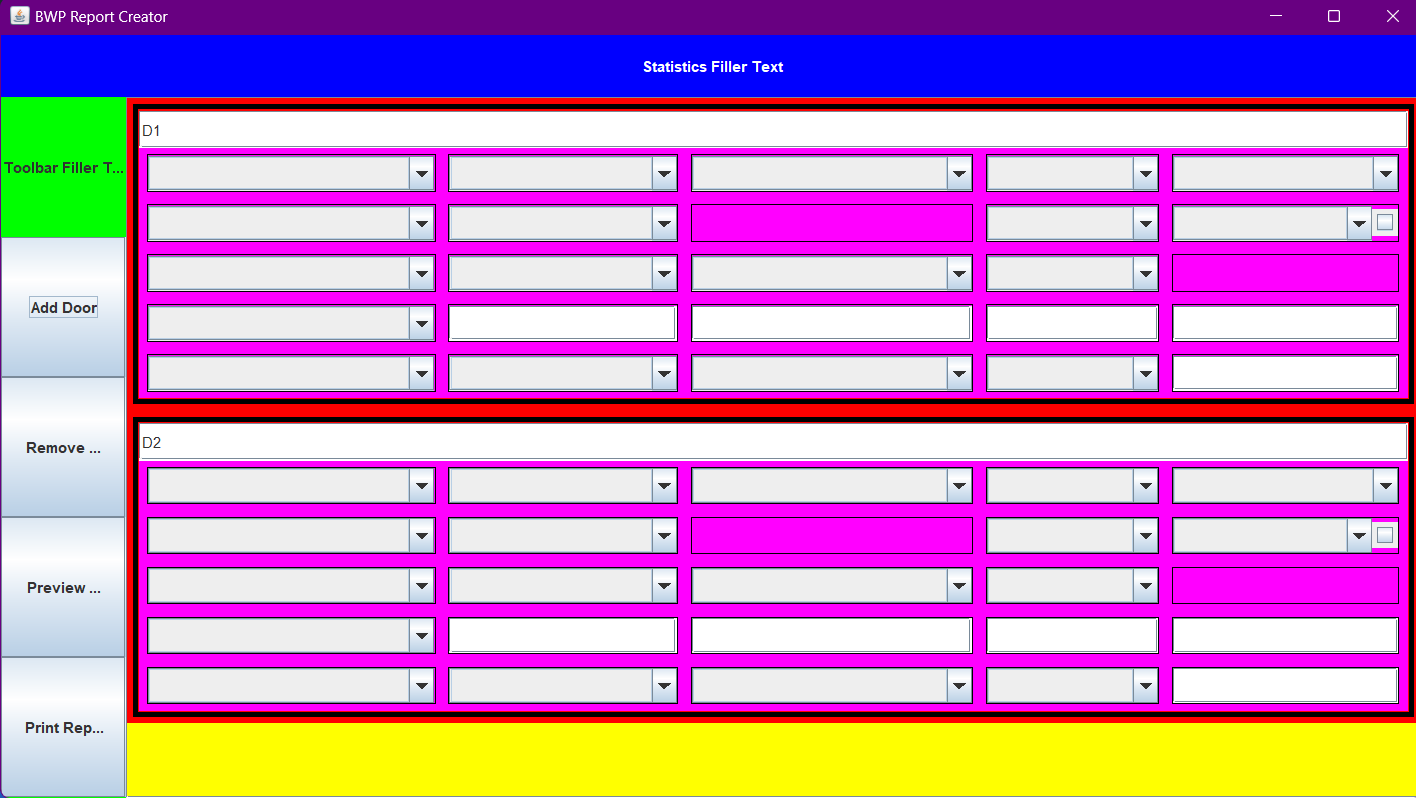 BWP Report Creator
Statistics Filler Text
Toolbar Filler T...
D1
Add Door
Remove ...
D2
Preview ...
Print Rep...